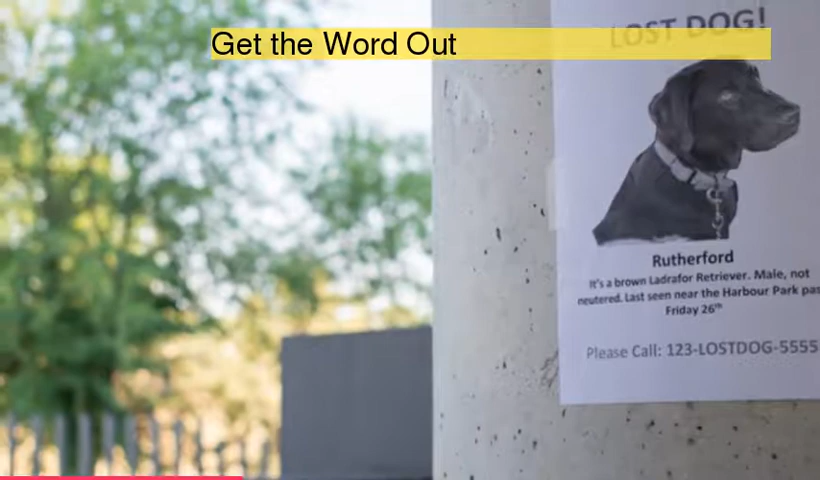 Get the Word Out
LOST DOG!
Rutherford
It's a brown Ladrafor Retriever. Male, not
neutered. Last seen near the Harbour Park pas
Friday 26th
Please Call: 123-LOSTDOG-5555